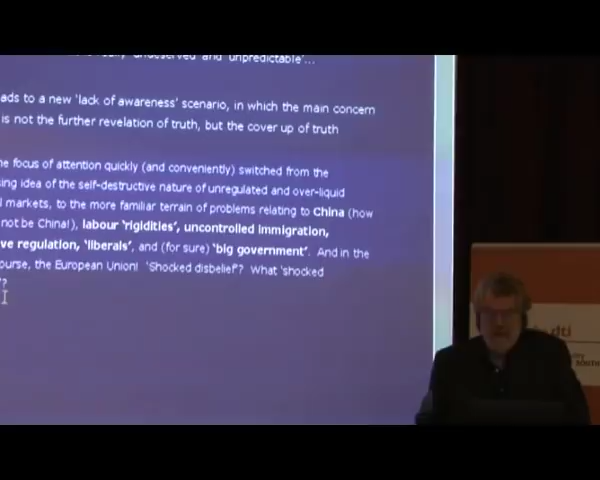 undeserved' and 'unpredictable'...
ads to a new 'lack of awareness' scenario, in which the main concern
is not the further revelation of truth, but the cover up of truth
he focus of attention quickly (and conveniently) switched from the
ing idea of the self-destructive nature of unregulated and over-liquid
l markets, to the more familiar terrain of problems relating to China (how
not be China!), labour 'rigidities', uncontrolled immigration,
ve regulation, 'liberals', and (for sure) 'big government'. And in the
ourse, the European Union! 'Shocked disbelief'? What 'shocked
'?
dti
SOUTH